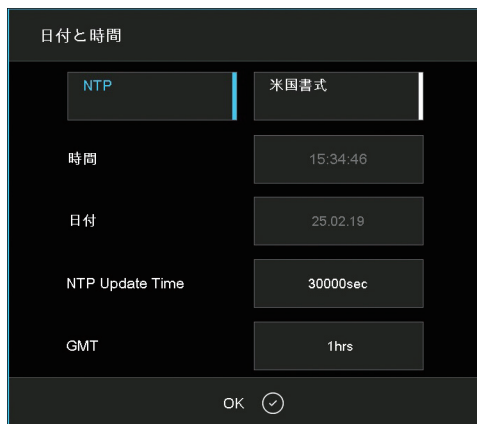 日付と時間
NTP
米国書式
時間
15:34:46
日付
25.02.19
NTP Update Time
30000sec
GMT
1hrs
OK